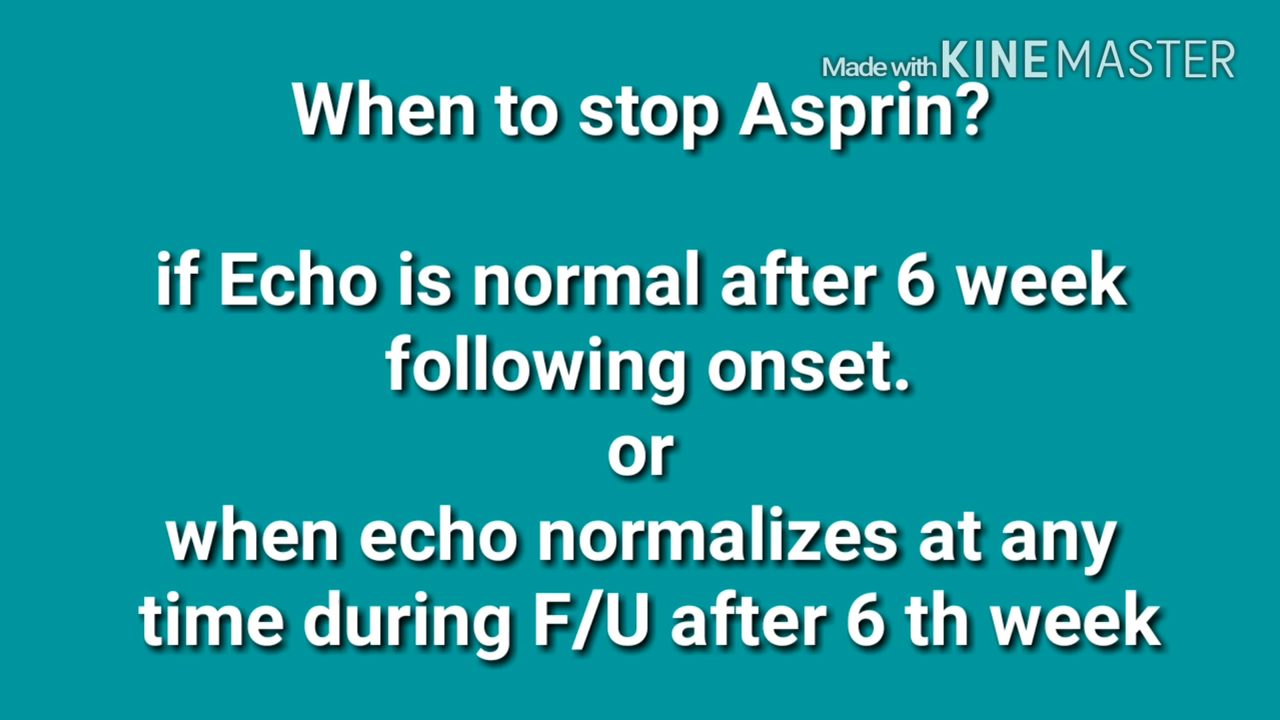 Made with KINEMASTER
When to stop Asprin?
if Echo is normal after 6 week
following onset.
or
when echo normalizes at any
time during F/U after 6 th week